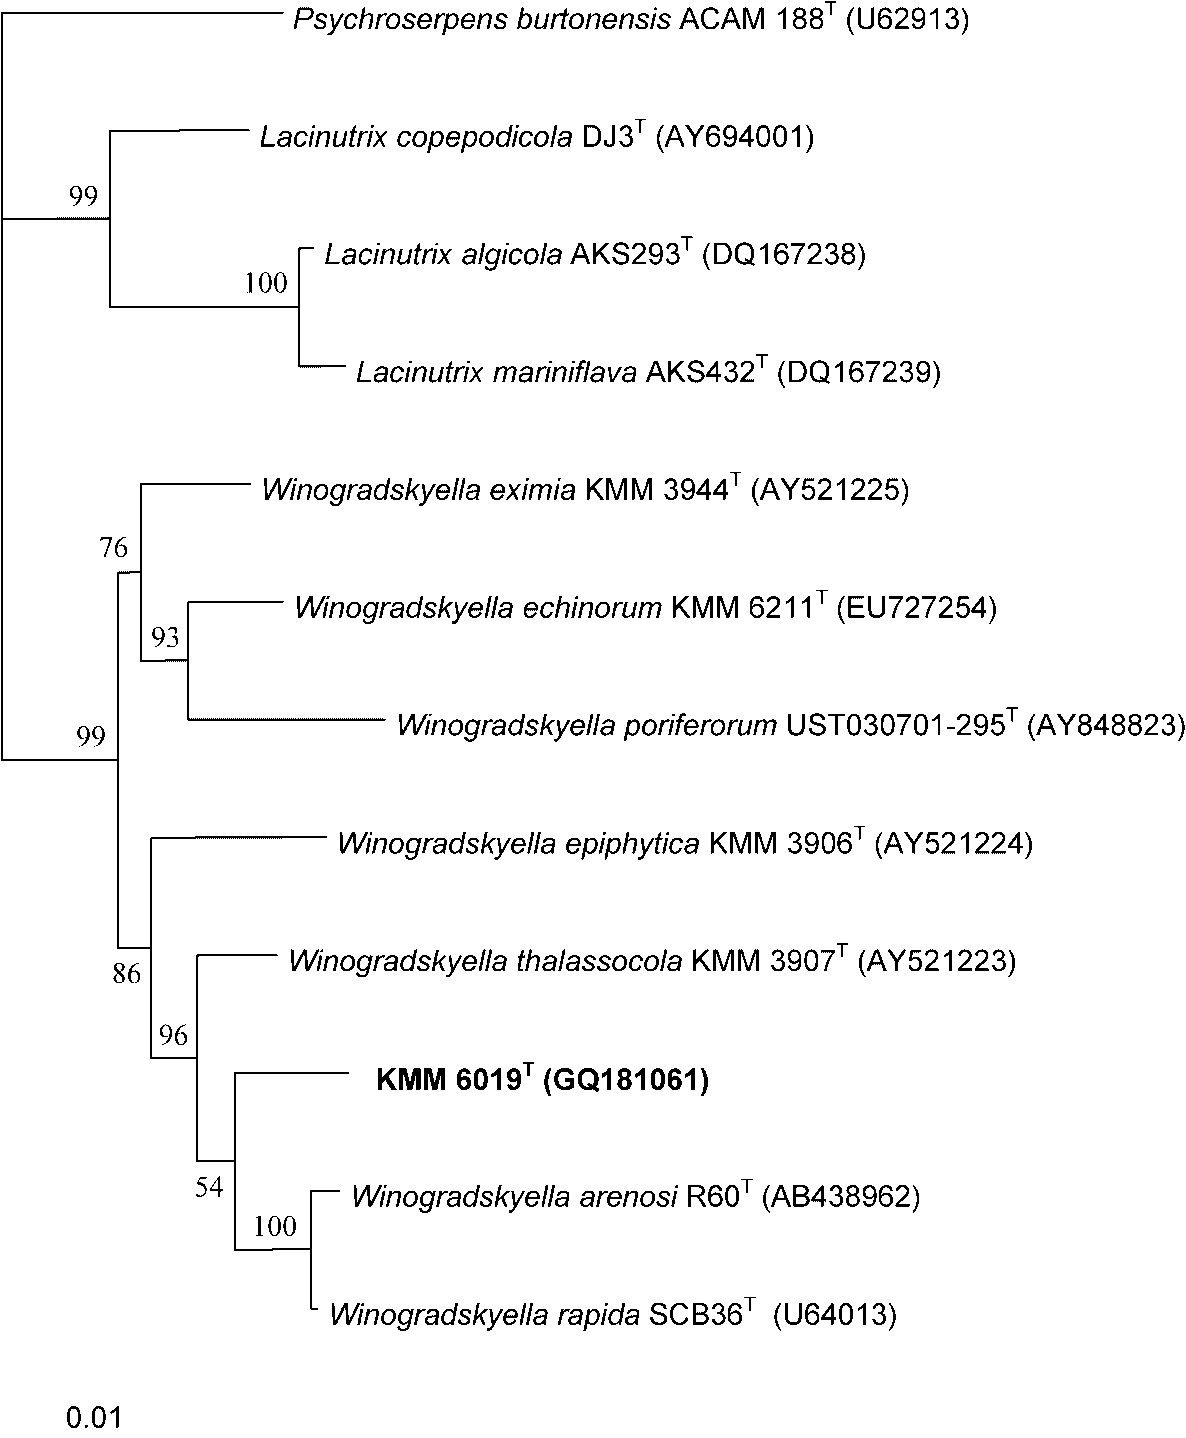 Psychroserpens burtonensis ACAM 188T (U62913)
Lacinutrix copepodicola DJ3T (AY694001)
99
Lacinutrix algicola AKS293T (DQ167238)
100
Lacinutrix mariniflava AKS432T (DQ167239)
Winogradskyella eximia KMM 3944T (AY521225)
76
Winogradskyella echinorum KMM 6211T (EU727254)
93
Winogradskyella poriferorum UST030701-295T (AY848823)
99
Winogradskyella epiphytica KMM 3906T (AY521224)
Winogradskyella thalassocola KMM 3907T (AY521223)
86
96
KMM 6019T (GQ181061)
54
Winogradskyella arenosi R60T (AB438962)
100
Winogradskyella rapida SCB36T (U64013)
0.01